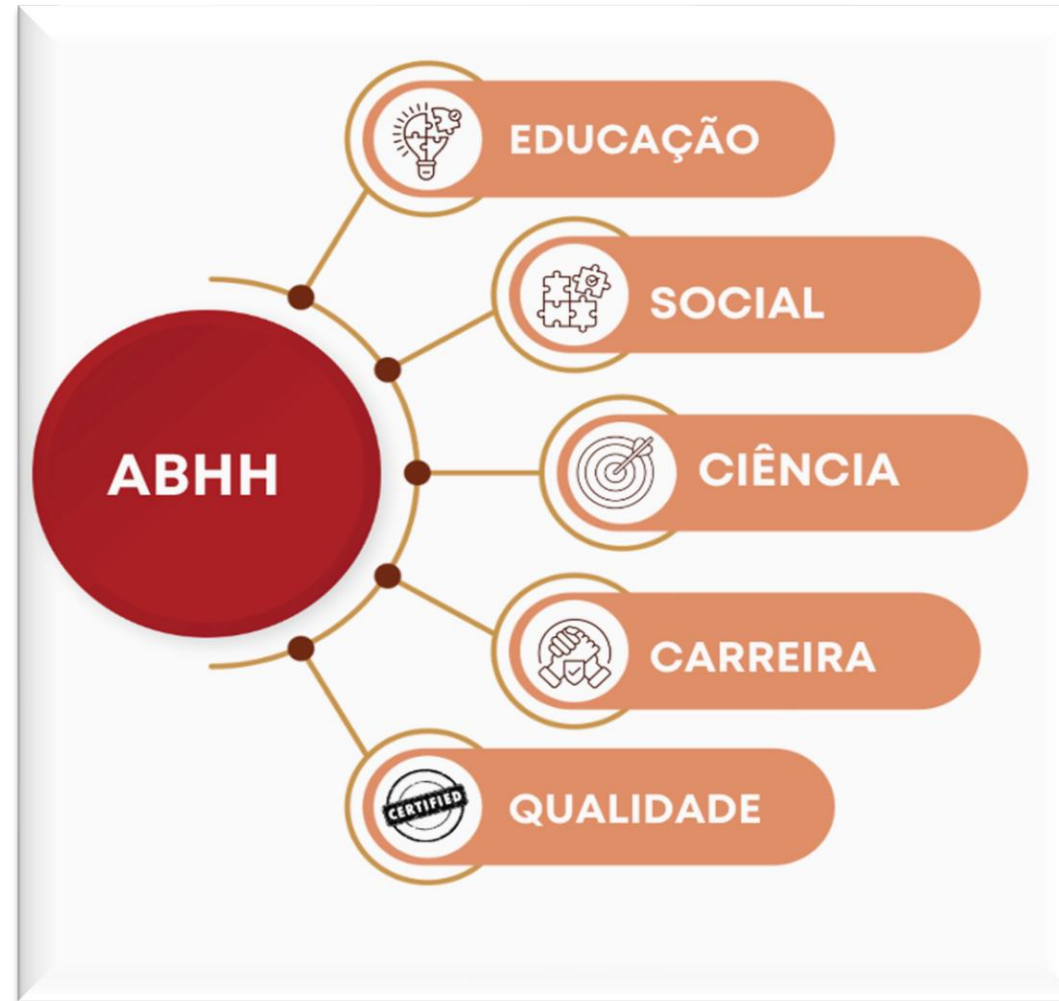 EDUCAÇÃO
SOCIAL
ABHH
CIÊNCIA
CARREIRA
CERTIFIED
QUALIDADE